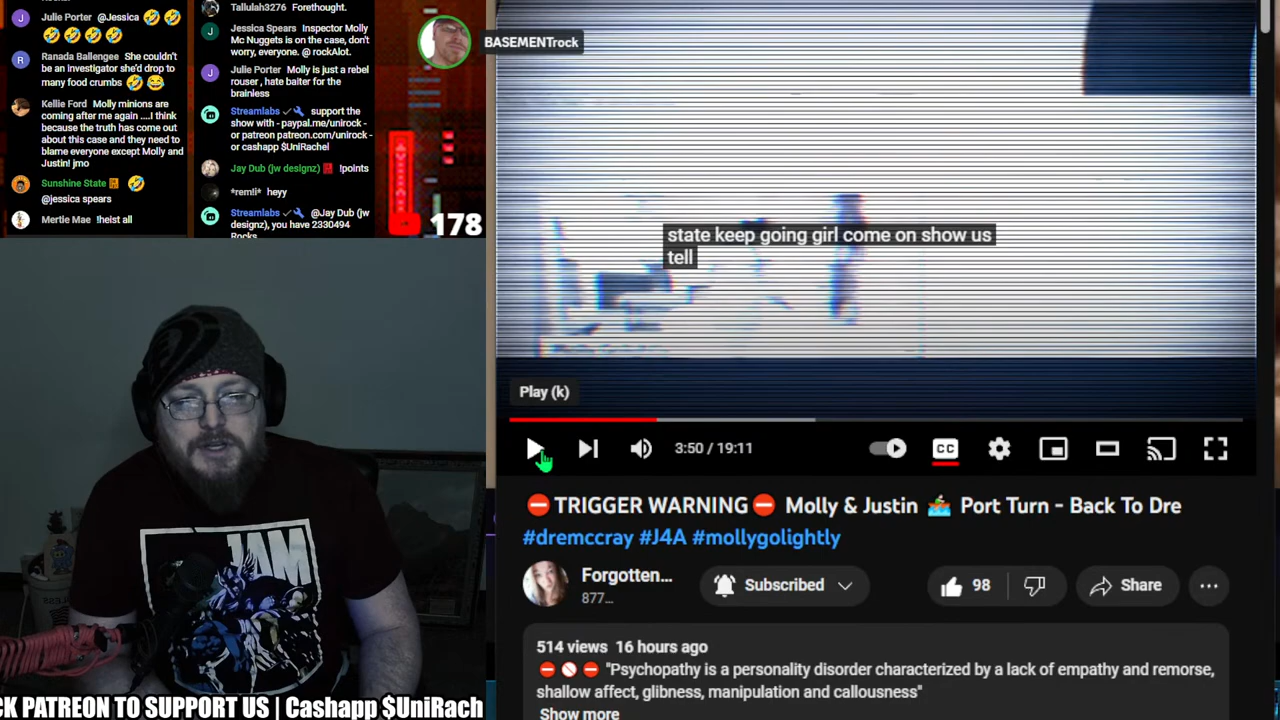 Julie Porter @Jessica 🤣🤣
🤣🤣🤣🤣
Ranada Ballengee She couldn't
be an investigator she'd drop to
many food crumbs 🤣😂
Kellie Ford Molly minions are
coming after me again ....I think
because the truth has come out
about this case and they need to
blame everyone except Molly and
Justin! jmo
Sunshine State 🤣
@jessica spears
Mertie Mae !heist all
Tallulah3276 Forethought.
Jessica Spears Inspector Molly
Mc Nuggets is on the case, don't
worry, everyone. @ rockAlot.
Julie Porter Molly is just a rebel
rouser , hate baiter for the
brainless
Streamlabs ✓🔧 support the
show with - paypal.me/unirock -
or patreon patreon.com/unirock -
or cashapp $UniRachel
Jay Dub (jw designz) !points
*rem!i* heyy
Streamlabs ✓🔧 @Jay Dub (jw
designz), you have 2330494
Rocks
178
BASEMENTrock
state keep going girl come on show us
tell
Play (k)
3:50 / 19:11
CC
⛔TRIGGER WARNING⛔ Molly & Justin 🚣 Port Turn - Back To Dre
#dremccray #J4A #mollygolightly
Forgotten...
877...
Subscribed
98
Share
514 views 16 hours ago
⛔🚫⛔ "Psychopathy is a personality disorder characterized by a lack of empathy and remorse,
shallow affect, glibness, manipulation and callousness"
Show more
JAM
CK PATREON TO SUPPORT US | Cashapp $UniRach